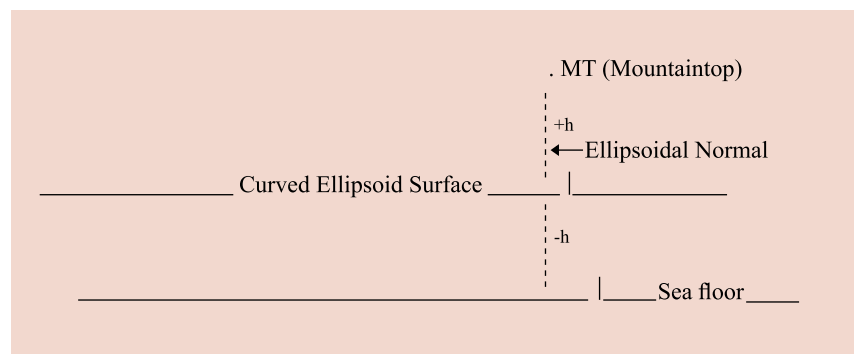 . MT (Mountaintop)
+h
Ellipsoidal Normal
Curved Ellipsoid Surface
-h
Sea floor